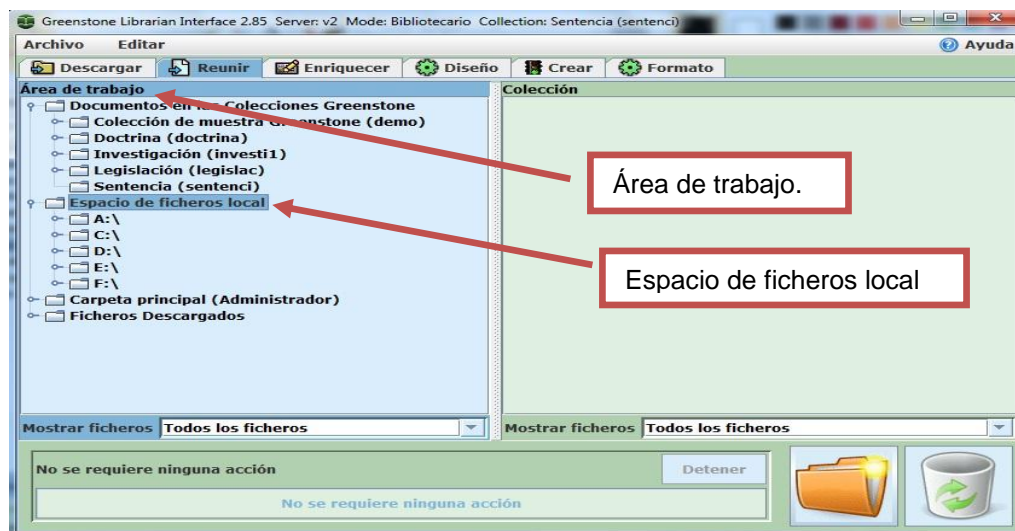 Greenstone Librarian Interface 2.85 Server: v2 Mode: Bibliotecario Collection: Sentencia (sentenci)
Archivo Editar Ayuda
Descargar Reunir Enriquecer Diseño Crear Formato
Área de trabajo
Documentos en las Colecciones Greenstone
Colección de muestra Greenstone (demo)
Doctrina (doctrina)
Investigación (investi1)
Legislación (legislac)
Sentencia (sentenci)
Espacio de ficheros local
A:\
C:\
D:\
E:\
F:\
Carpeta principal (Administrador)
Ficheros Descargados
Colección
Área de trabajo.
Espacio de ficheros local
Mostrar ficheros Todos los ficheros
Mostrar ficheros Todos los ficheros
No se requiere ninguna acción
Detener
No se requiere ninguna acción